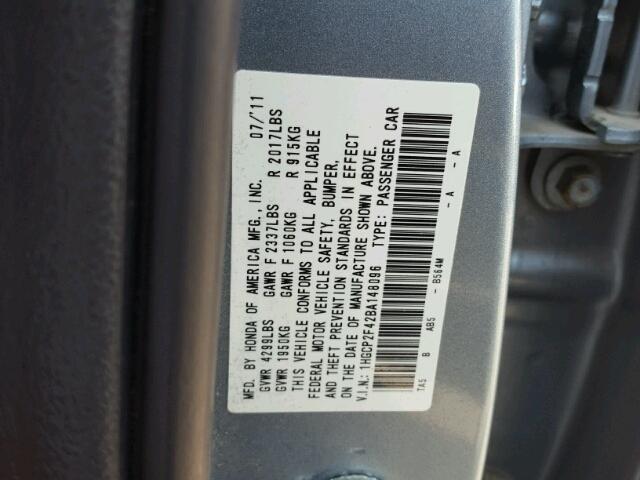 MFD. BY HONDA OF AMERICA MFG., INC. 07/'11
GVWR 4299LBS GAWR F 2337LBS R 2017LBS
GVWR 1950KG GAWR F 1060KG R 915KG
THIS VEHICLE CONFORMS TO ALL APPLICABLE
FEDERAL MOTOR VEHICLE SAFETY, BUMPER,
AND THEFT PREVENTION STANDARDS IN EFFECT
ON THE DATE OF MANUFACTURE SHOWN ABOVE.
V.I.N.: 1HGCP2F42BA148096 TYPE: PASSENGER CAR
TA5 B AB5 - B564M - A - A